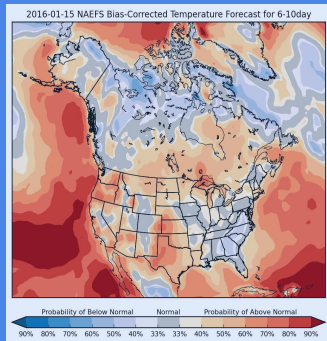 2016-01-15 NAEFS Bias-Corrected Temperature Forecast for 6-10day
Probability of Below Normal Normal Probability of Above Normal
90% 80% 70% 60% 50% 40% 33% 33% 40% 50% 60% 70% 80% 90%